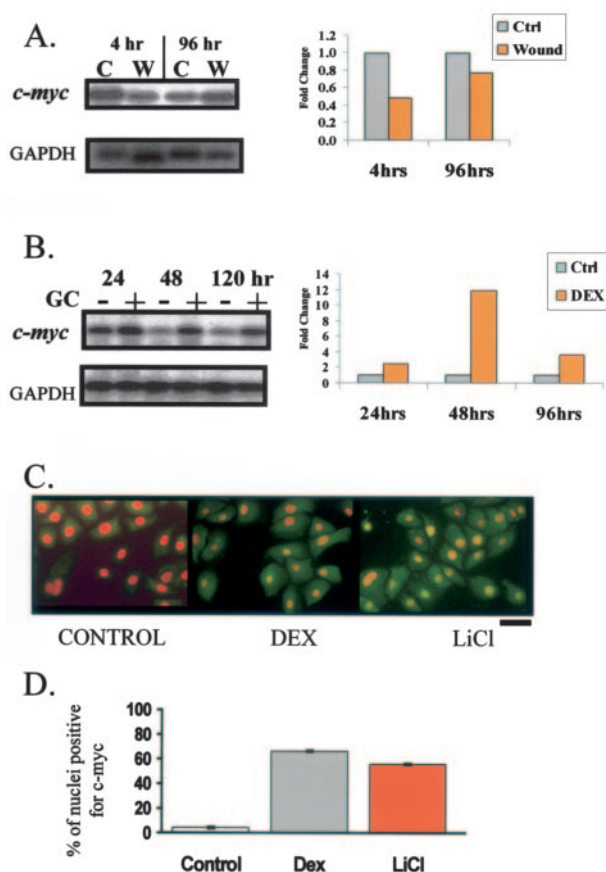 A.
4 hr 96 hr
C W C W
c-myc
GAPDH
Fold Change
1.2
1.0
0.8
0.6
0.4
0.2
0.0
4hrs 96hrs
Ctrl
Wound
B.
24 48 120 hr
GC - + - + - +
c-myc
GAPDH
Fold Change
14
12
10
8
6
4
2
0
24hrs 48hrs 96hrs
Ctrl
DEX
C.
CONTROL DEX LiCl
D.
% of nuclei positive
for c-myc
100
80
60
40
20
0
Control Dex LiCl